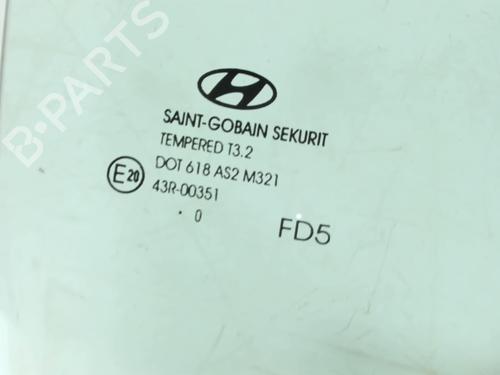 B-PARTS
SAINT-GOBAIN SEKURIT
TEMPERED T3.2
DOT 618 AS2 M321
E20 43R-00351
. 0
FD5